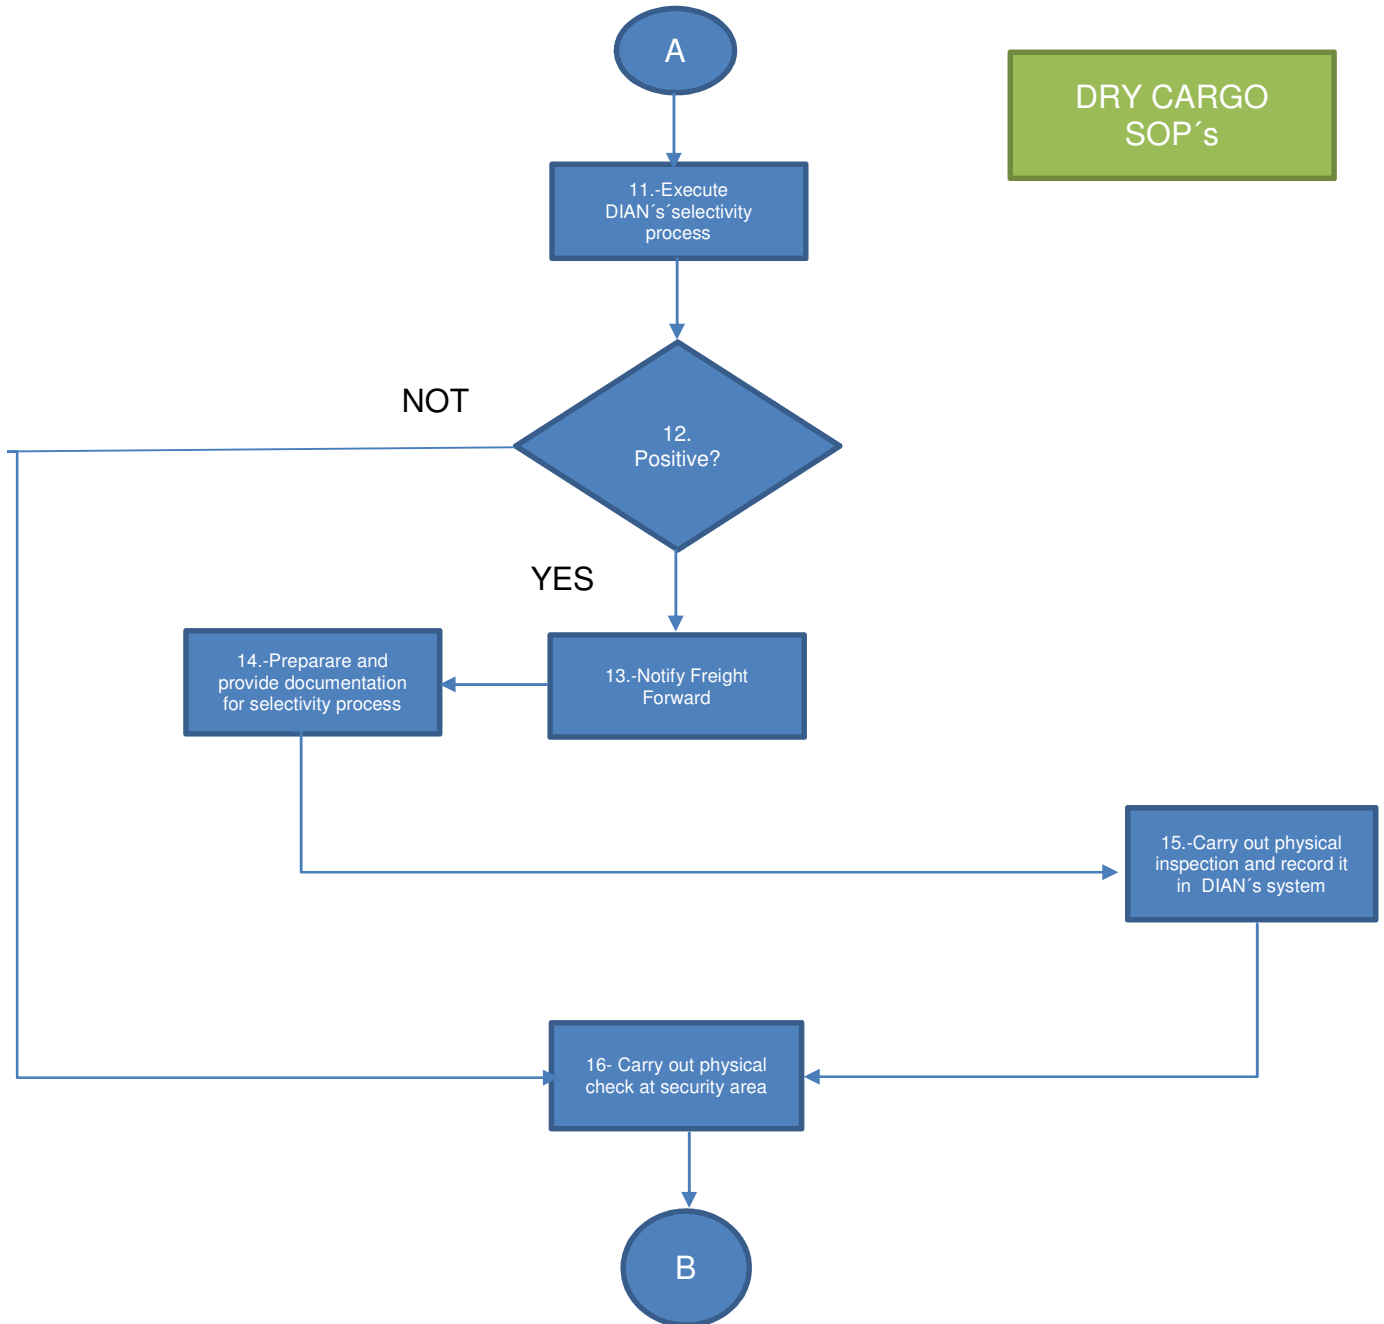 A
DRY CARGO
SOP´s
11.-Execute
DIAN´s´selectivity
process
NOT
12.
Positive?
YES
14.-Preparare and
provide documentation
for selectivity process
13.-Notify Freight
Forward
15.-Carry out physical
inspection and record it
in DIAN´s system
16- Carry out physical
check at security area
B